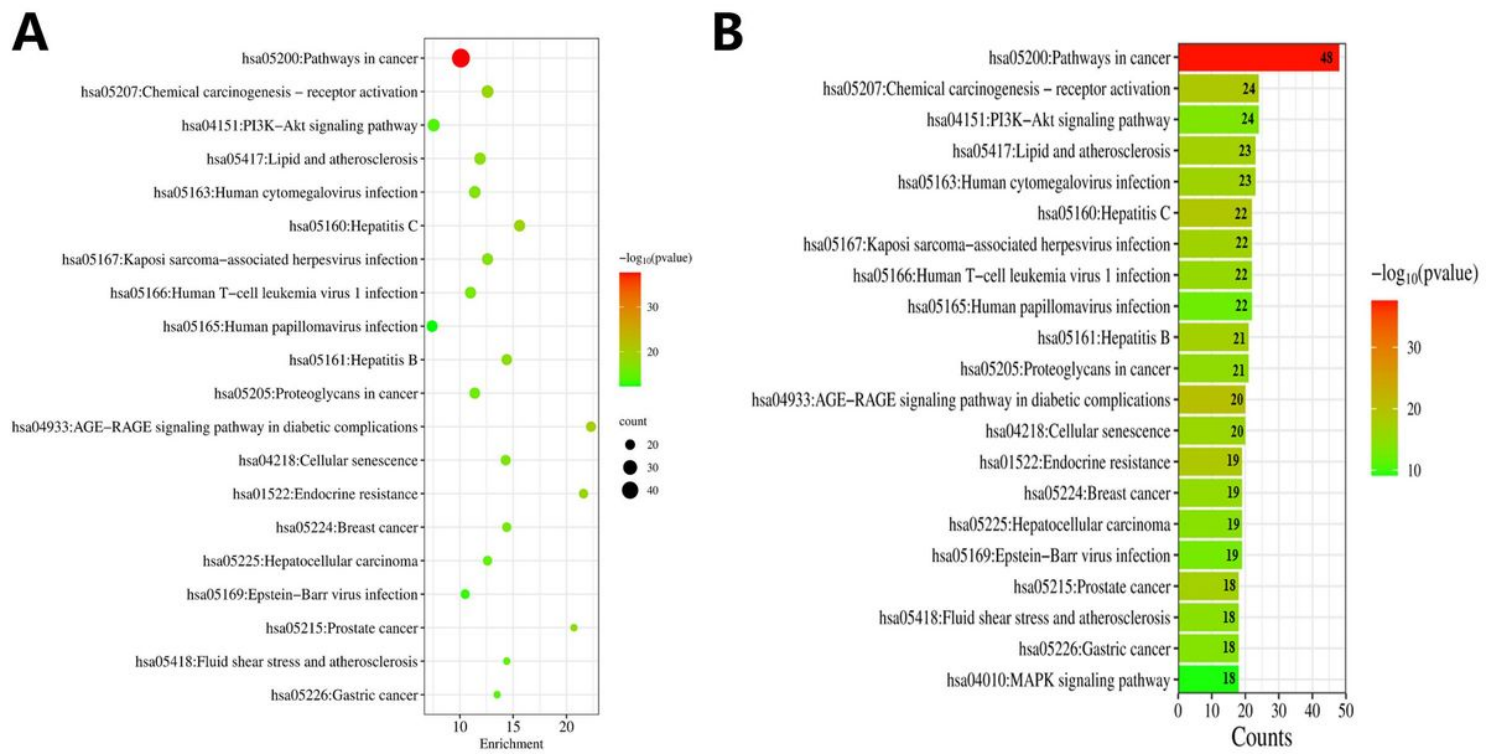 A
hsa05200:Pathways in cancer
hsa05207:Chemical carcinogenesis – receptor activation
hsa04151:PI3K–Akt signaling pathway
hsa05417:Lipid and atherosclerosis
hsa05163:Human cytomegalovirus infection
hsa05160:Hepatitis C
hsa05167:Kaposi sarcoma–associated herpesvirus infection
hsa05166:Human T–cell leukemia virus 1 infection
hsa05165:Human papillomavirus infection
hsa05161:Hepatitis B
hsa05205:Proteoglycans in cancer
hsa04933:AGE–RAGE signaling pathway in diabetic complications
hsa04218:Cellular senescence
hsa01522:Endocrine resistance
hsa05224:Breast cancer
hsa05225:Hepatocellular carcinoma
hsa05169:Epstein–Barr virus infection
hsa05215:Prostate cancer
hsa05418:Fluid shear stress and atherosclerosis
hsa05226:Gastric cancer
10 15 20
Enrichment
–log₁₀(pvalue)
30
20
count
20
30
40
B
hsa05200:Pathways in cancer 48
hsa05207:Chemical carcinogenesis – receptor activation 24
hsa04151:PI3K–Akt signaling pathway 24
hsa05417:Lipid and atherosclerosis 23
hsa05163:Human cytomegalovirus infection 23
hsa05160:Hepatitis C 22
hsa05167:Kaposi sarcoma–associated herpesvirus infection 22
hsa05166:Human T–cell leukemia virus 1 infection 22
hsa05165:Human papillomavirus infection 22
hsa05161:Hepatitis B 21
hsa05205:Proteoglycans in cancer 21
hsa04933:AGE–RAGE signaling pathway in diabetic complications 20
hsa04218:Cellular senescence 20
hsa01522:Endocrine resistance 19
hsa05224:Breast cancer 19
hsa05225:Hepatocellular carcinoma 19
hsa05169:Epstein–Barr virus infection 19
hsa05215:Prostate cancer 18
hsa05418:Fluid shear stress and atherosclerosis 18
hsa05226:Gastric cancer 18
hsa04010:MAPK signaling pathway 18
0 10 20 30 40 50
Counts
–log₁₀(pvalue)
30
20
10